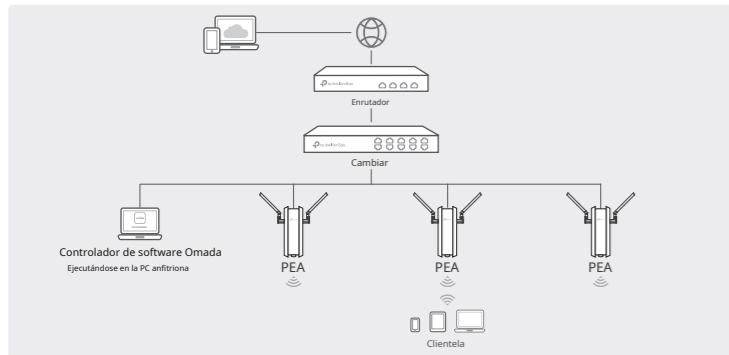 Enrutador
Cambiar
Controlador de software Omada
Ejecutándose en la PC anfitriona
PEA
PEA
PEA
Clientela